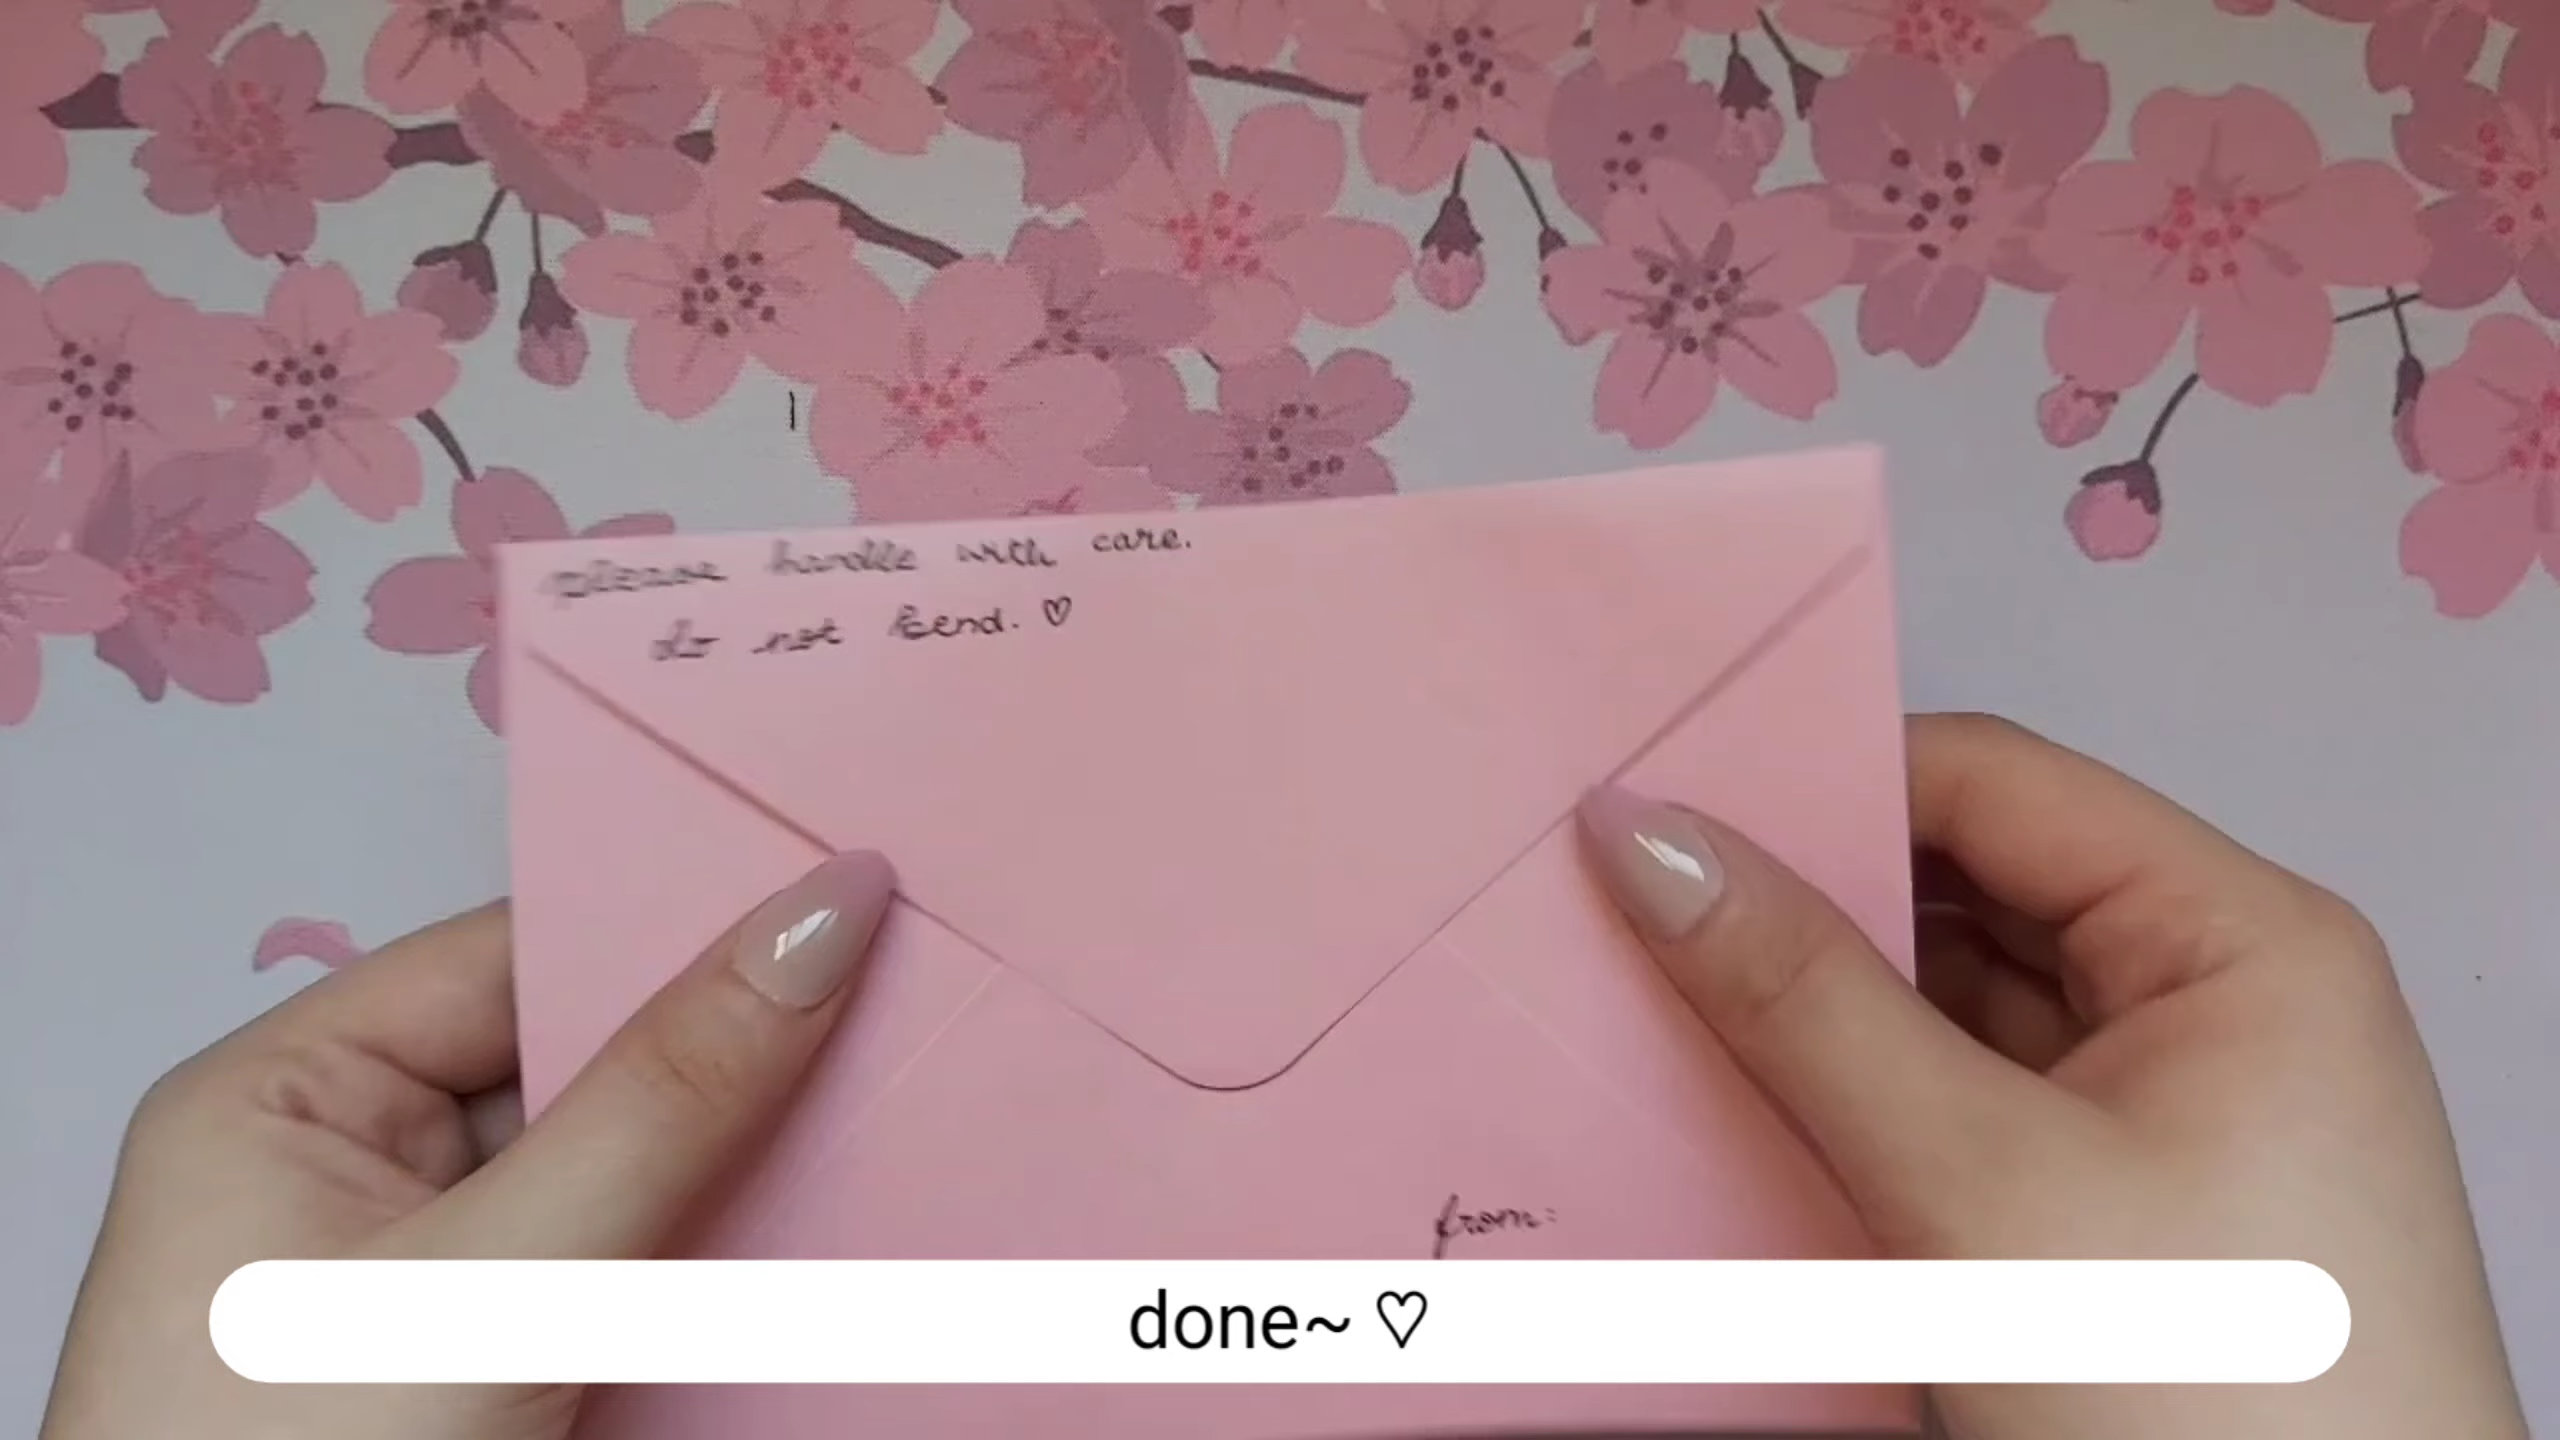 please handle with care.
do not bend. ♡
from:
done~ ♡